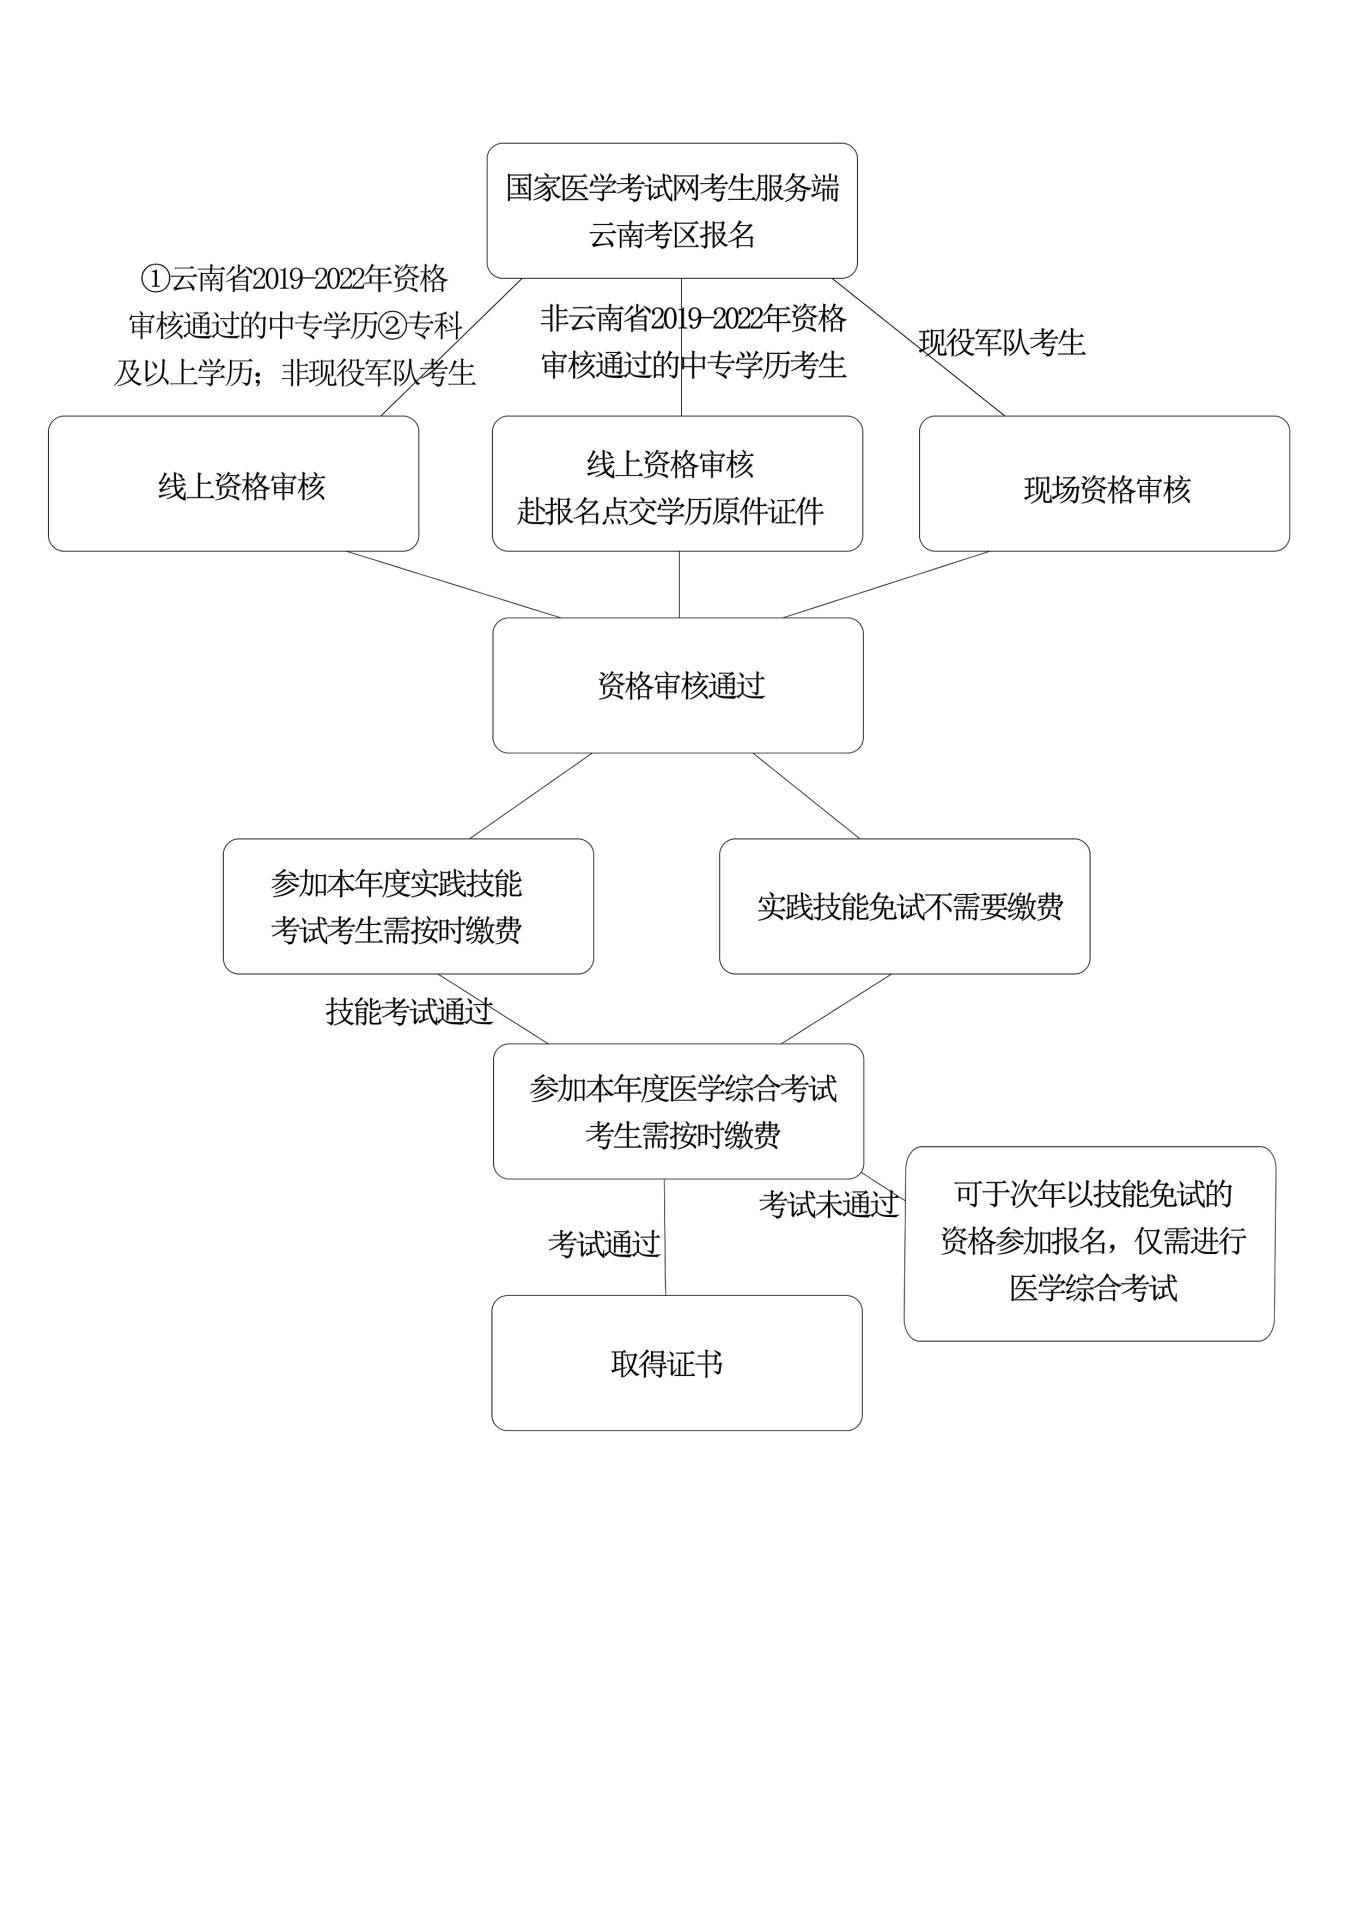 国家医学考试网考生服务端
云南考区报名
①云南省2019-2022年资格
审核通过的中专学历②专科
及以上学历；非现役军队考生
非云南省2019-2022年资格
审核通过的中专学历考生
现役军队考生
线上资格审核
线上资格审核
赴报名点交学历原件证件
现场资格审核
资格审核通过
参加本年度实践技能
考试考生需按时缴费
实践技能免试不需要缴费
技能考试通过
参加本年度医学综合考试
考生需按时缴费
考试未通过
可于次年以技能免试的
资格参加报名，仅需进行
医学综合考试
考试通过
取得证书